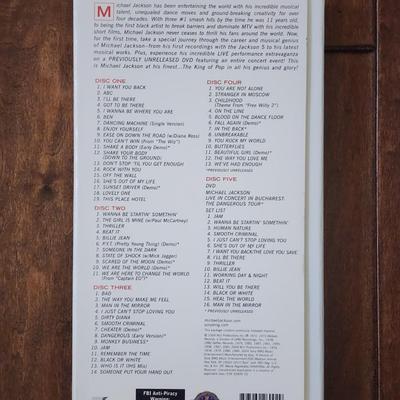 Michael Jackson has been entertaining the world with his incredible musical
talent, unequaled dance moves and ground-breaking creativity for over
four decades. With three #1 smash hits by the time he was 11 years old,
to being the first black artist to break barriers and dominate MTV with his incredible
short films, Michael Jackson never ceases to thrill his fans around the world. Now,
for the first time, take a special journey through the career and musical genius
of Michael Jackson–from his first recordings with the Jackson 5 to his latest
musical works. Plus, experience his incredible LIVE performance extravaganza
on a PREVIOUSLY UNRELEASED DVD featuring an entire concert event! This
is Michael Jackson at his finest...The King of Pop in all his genius and glory!
DISC ONE
1. I WANT YOU BACK
2. ABC
3. I'LL BE THERE
4. GOT TO BE THERE
5. I WANNA BE WHERE YOU ARE
6. BEN
7. DANCING MACHINE (Single Version)
8. ENJOY YOURSELF
9. EASE ON DOWN THE ROAD (w/Diana Ross)
10. YOU CAN'T WIN (From "The Wiz")
11. SHAKE A BODY (Early Demo)*
12. SHAKE YOUR BODY
(DOWN TO THE GROUND)
13. DON'T STOP 'TIL YOU GET ENOUGH
14. ROCK WITH YOU
15. OFF THE WALL
16. SHE'S OUT OF MY LIFE
17. SUNSET DRIVER (Demo)*
18. LOVELY ONE
19. THIS PLACE HOTEL
DISC TWO
1. WANNA BE STARTIN' SOMETHIN'
2. THE GIRL IS MINE (w/Paul McCartney)
3. THRILLER
4. BEAT IT
5. BILLIE JEAN
6. P.Y.T. (Pretty Young Thing) (Demo)*
7. SOMEONE IN THE DARK
8. STATE OF SHOCK (w/Mick Jagger)
9. SCARED OF THE MOON (Demo)*
10. WE ARE THE WORLD (Demo)*
11. WE ARE HERE TO CHANGE THE WORLD
(From "Captain EO")*
DISC THREE
1. BAD
2. THE WAY YOU MAKE ME FEEL
3. MAN IN THE MIRROR
4. I JUST CAN'T STOP LOVING YOU
5. DIRTY DIANA
6. SMOOTH CRIMINAL
7. CHEATER (Demo)*
8. DANGEROUS (Early Version)*
9. MONKEY BUSINESS*
10. JAM
11. REMEMBER THE TIME
12. BLACK OR WHITE
13. WHO IS IT (IHS Mix)
14. SOMEONE PUT YOUR HAND OUT
DISC FOUR
1. YOU ARE NOT ALONE
2. STRANGER IN MOSCOW
3. CHILDHOOD
(Theme From "Free Willy 2")
4. ON THE LINE
5. BLOOD ON THE DANCE FLOOR
6. FALL AGAIN (Demo)*
7. IN THE BACK*
8. UNBREAKABLE
9. YOU ROCK MY WORLD
10. BUTTERFLIES
11. BEAUTIFUL GIRL (Demo)*
12. THE WAY YOU LOVE ME
13. WE'VE HAD ENOUGH
*PREVIOUSLY UNRELEASED
DISC FIVE
DVD
MICHAEL JACKSON
LIVE IN CONCERT IN BUCHAREST:
THE DANGEROUS TOUR*
SET LIST
1. JAM
2. WANNA BE STARTIN' SOMETHIN'
3. HUMAN NATURE
4. SMOOTH CRIMINAL
5. I JUST CAN'T STOP LOVING YOU
6. SHE'S OUT OF MY LIFE
7. I WANT YOU BACK/THE LOVE YOU SAVE
8. I'LL BE THERE
9. THRILLER
10. BILLIE JEAN
11. WORKING DAY & NIGHT
12. BEAT IT
13. WILL YOU BE THERE
14. BLACK OR WHITE
15. HEAL THE WORLD
16. MAN IN THE MIRROR
*PREVIOUSLY UNRELEASED
michaeljackson.com
FBI Anti-Piracy
Warning: